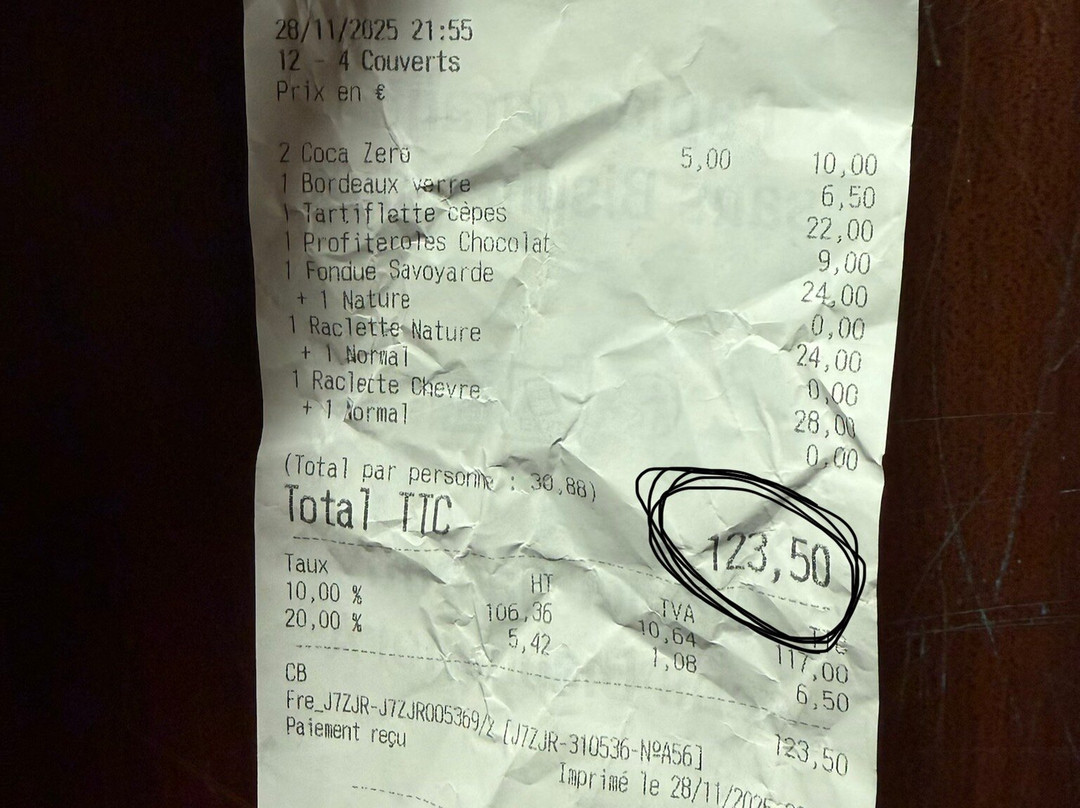 28/11/2025 21:55
12 - 4 Couverts
Prix en €
2 Coca Zero 5,00 10,00
1 Bordeaux verre 6,50
1 Tartiflette cèpes 22,00
1 Profiteroles Chocolat 9,00
1 Fondue Savoyarde 24,00
+ 1 Nature 0,00
1 Raclette Nature 24,00
+ 1 Normal 0,00
1 Raclette Chevre 28,00
+ 1 Normal 0,00
(Total par personne : 30,88)
Total TTC 123,50
Taux HT TVA TTC
10,00 % 106,36 10,64 117,00
20,00 % 5,42 1,08 6,50
CB 123,50
Fre_J7ZJR-J7ZJR005369/2 [J7ZJR-310536-NºA56]
Paiement reçu
Imprimé le 28/11/2025